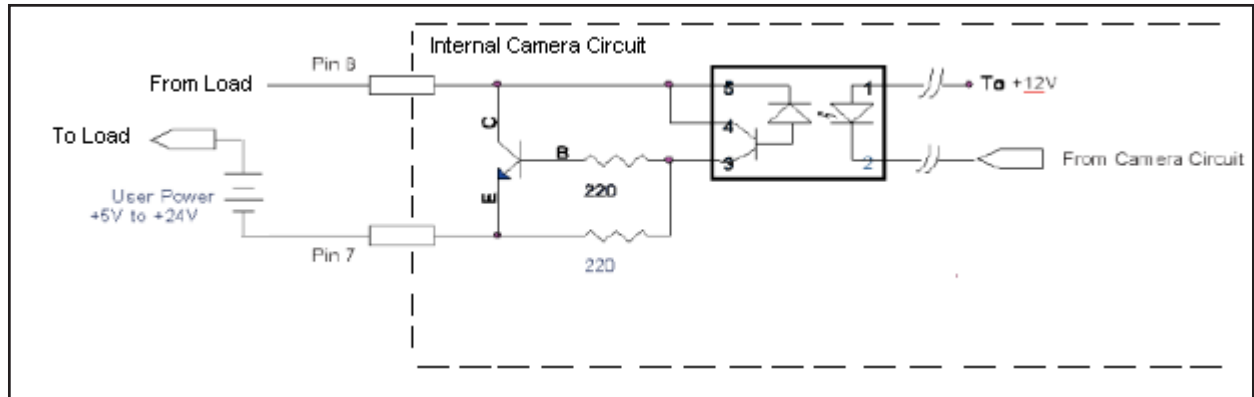 Internal Camera Circuit
Pin 8
From Load
To Load
User Power
+5V to +24V
Pin 7
C
B
E
220
220
5
4
3
1
2
To +12V
From Camera Circuit